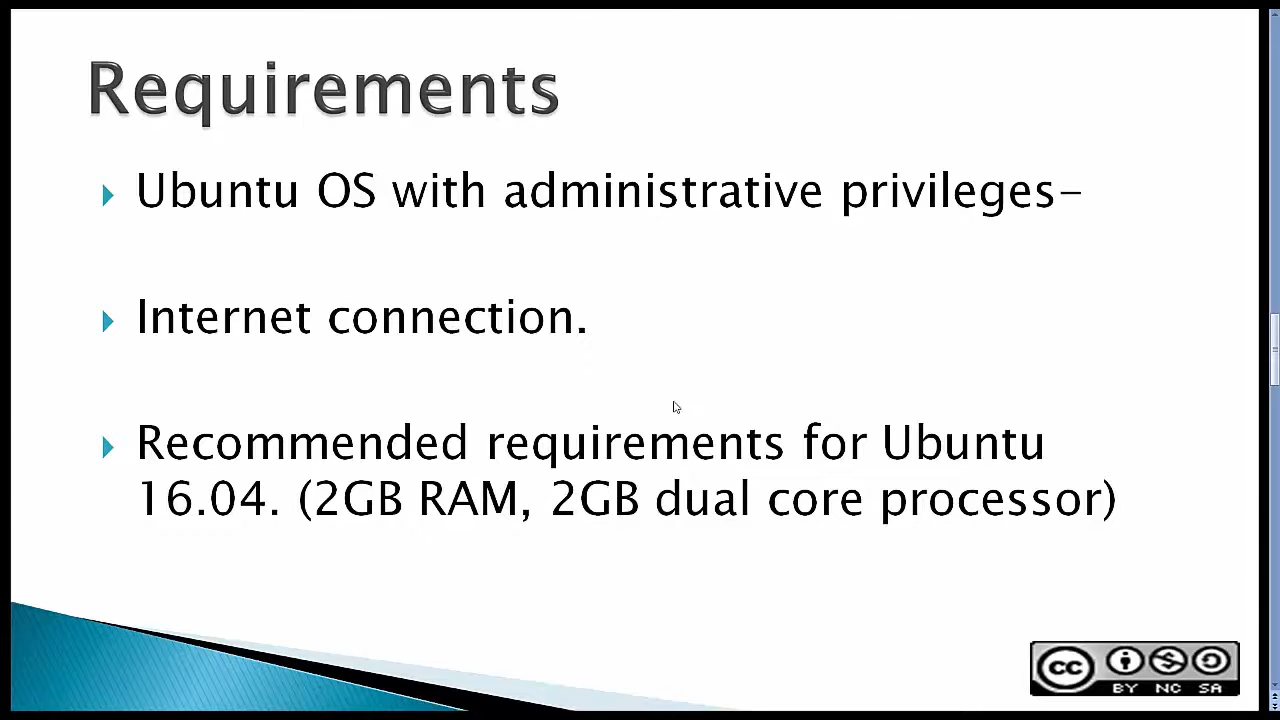 Requirements
Ubuntu OS with administrative privileges-
Internet connection.
Recommended requirements for Ubuntu
16.04. (2GB RAM, 2GB dual core processor)
cc
BY NC SA